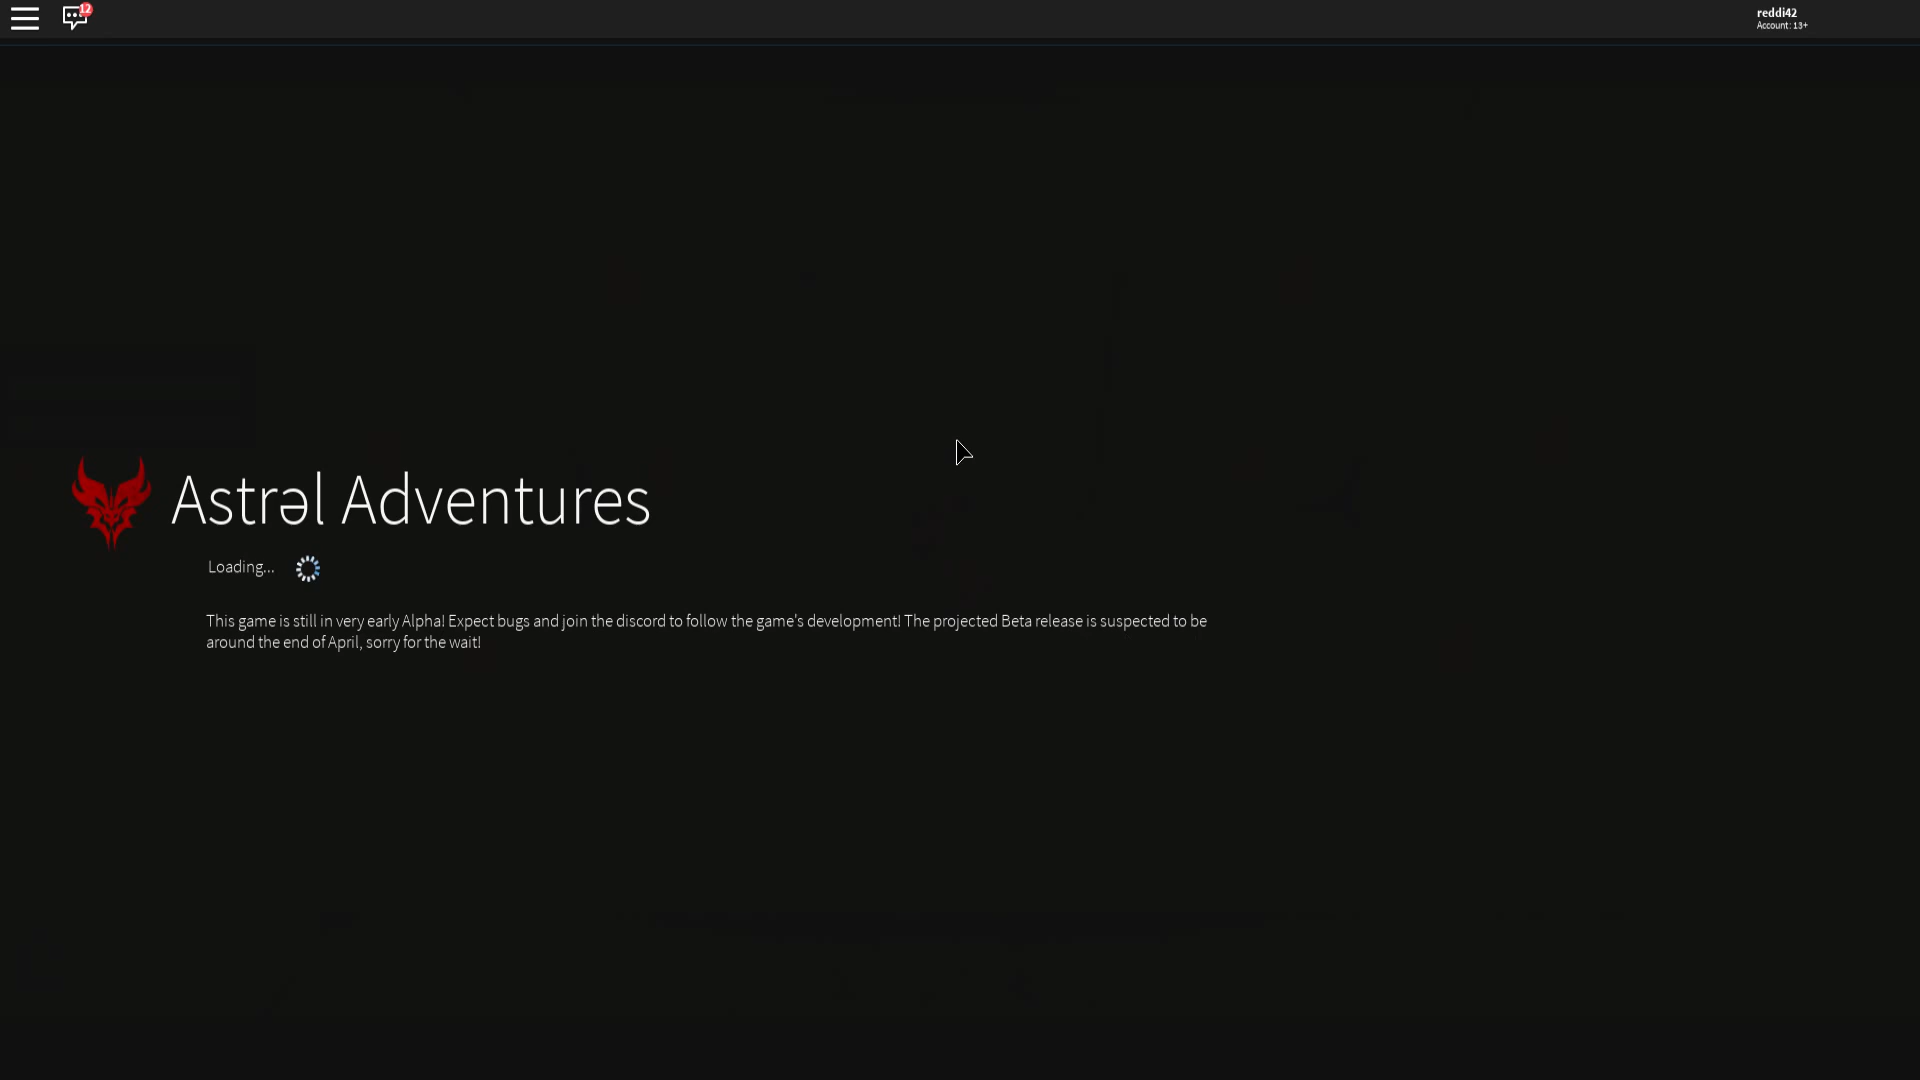 12
reddi42
Account: 13+
Astrəl Adventures
Loading...
This game is still in very early Alpha! Expect bugs and join the discord to follow the game's development! The projected Beta release is suspected to be
around the end of April, sorry for the wait!